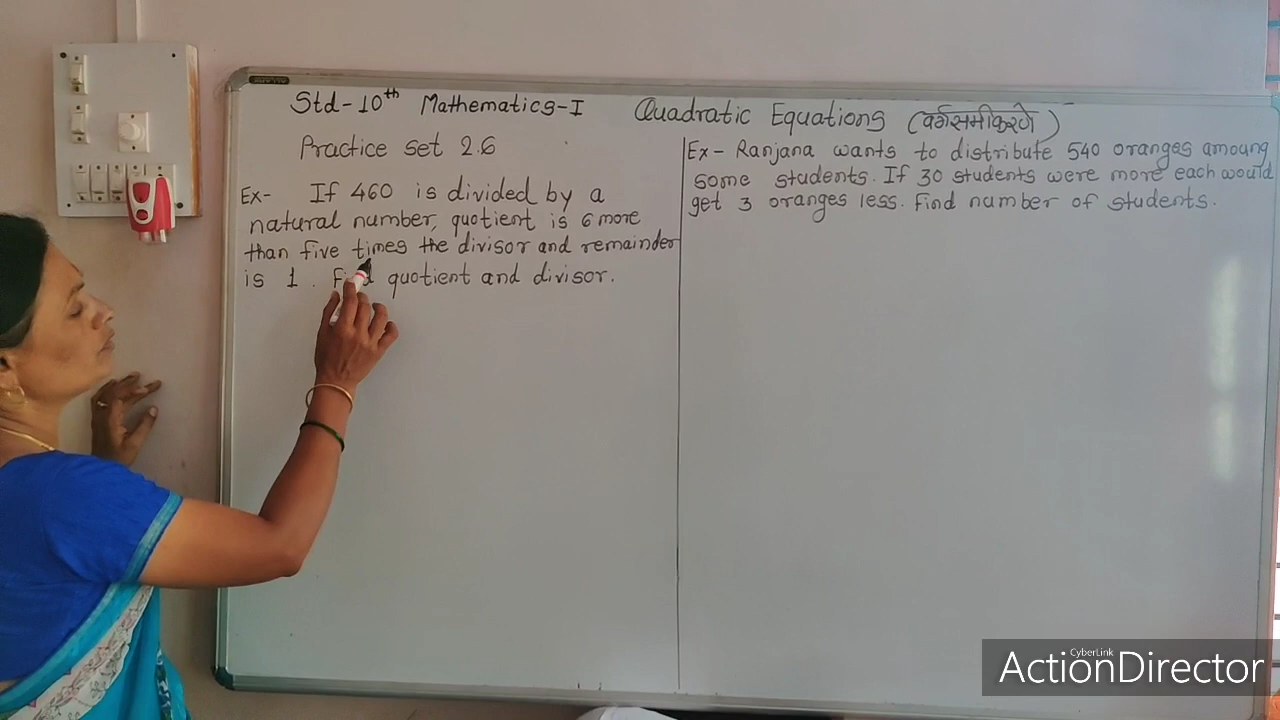 Std-10th Mathematics-I Quadratic Equations (वर्गसमीकरणे)
Practice set 2.6
Ex- If 460 is divided by a
natural number, quotient is 6 more
than five times the divisor and remainder
is 1. Find quotient and divisor.
Ex- Ranjana wants to distribute 540 oranges amoung
some students. If 30 students were more each would
get 3 oranges less. Find number of students.
CyberLink
ActionDirector